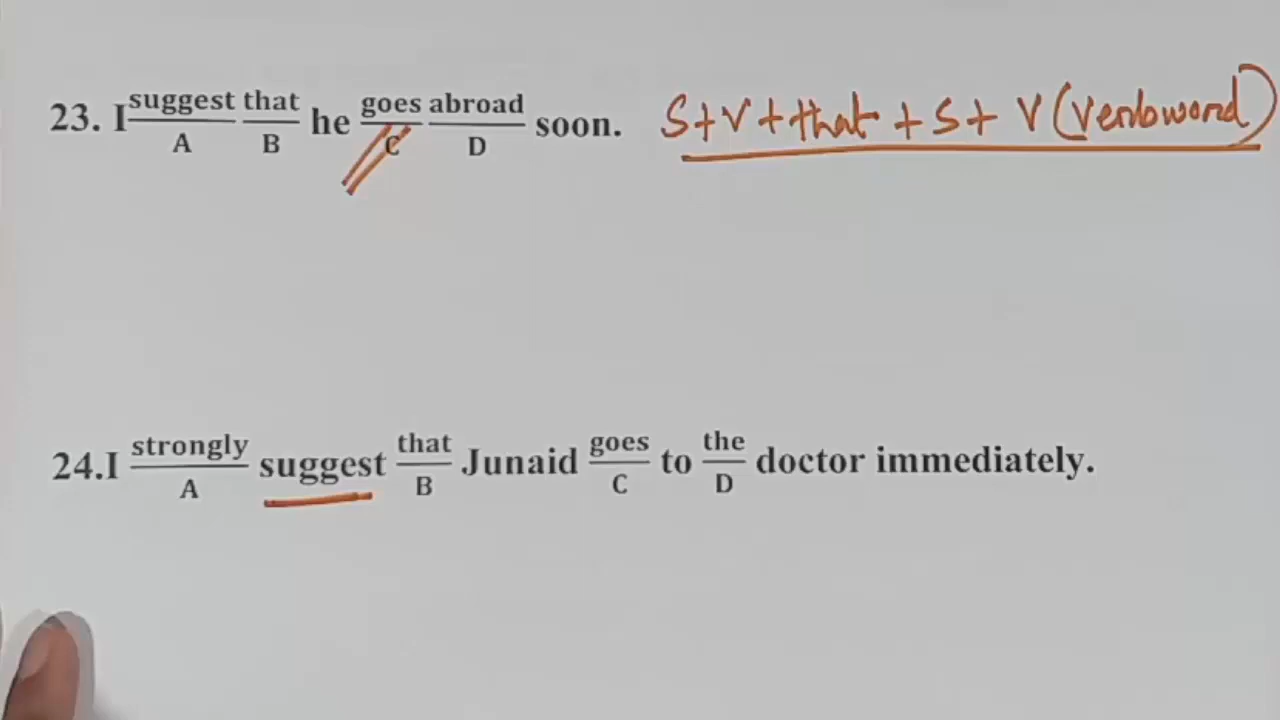 23. I suggest that he goes abroad soon. S+V+that+S+V(verbword)
A B C D
24.I strongly suggest that Junaid goes to the doctor immediately.
A B C D